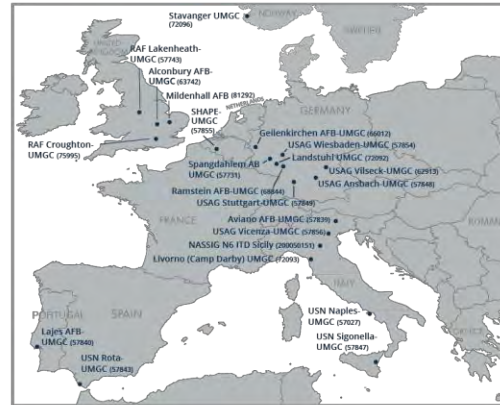 Stavanger UMGC
(72096)
NORWAY
SWEDEN
UNITED
KINGDOM
RAF Lakenheath-
UMGC
(57743)
Alconbury AFB-
UMGC (63742)
Mildenhall AFB (81292)
SHAPE-
UMGC
(57855)
NETHERLANDS
GERMANY
RAF Croughton-
UMGC (75995)
Geilenkirchen AFB-UMGC (66012)
USAG Wiesbaden-UMGC (57854)
Landstuhl UMGC (72092)
Spangdahlem AB
UMGC (57731)
USAG Vilseck-UMGC (62913)
USAG Ansbach-UMGC (57848)
Ramstein AFB-UMGC (68844)
USAG Stuttgart-UMGC (57849)
FRANCE
Aviano AFB-UMGC (57839)
USAG Vicenza-UMGC (57856)
NASSIG N6 ITD Sicily (200050151)
Livorno (Camp Darby) UMGC (72093)
ITALY
PORTUGAL
SPAIN
Lajes AFB-
UMGC (57840)
USN Rota-
UMGC (57843)
USN Naples-
UMGC (57027)
USN Sigonella-
UMGC (57847)
GREECE